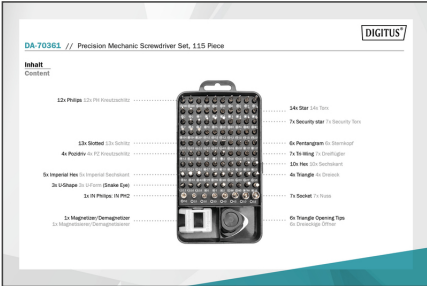 DIGITUS®
DA-70361 // Precision Mechanic Screwdriver Set, 115 Piece
Inhalt
Content
12x Philips 12x PH Kreuzschlitz
13x Slotted 13x Schlitz
4x Pozidriv 4x PZ Kreuzschlitz
5x Imperial Hex 5x Imperial Sechskant
3x U-Shape 3x U-Form (Snake Eye)
1x IN Philips: IN PH2
1x Magnetizer/Demagnetizer
1x Magnetisierer/Demagnetisierer
14x Star 14x Torx
7x Security star 7x Security Torx
6x Pentangram 6x Sternkopf
7x Tri-Wing 7x Dreiflügler
10x Hex 10x Sechskant
4x Triangle 4x Dreieck
7x Socket 7x Nuss
6x Triangle Opening Tips
6x Dreieckige Öffner